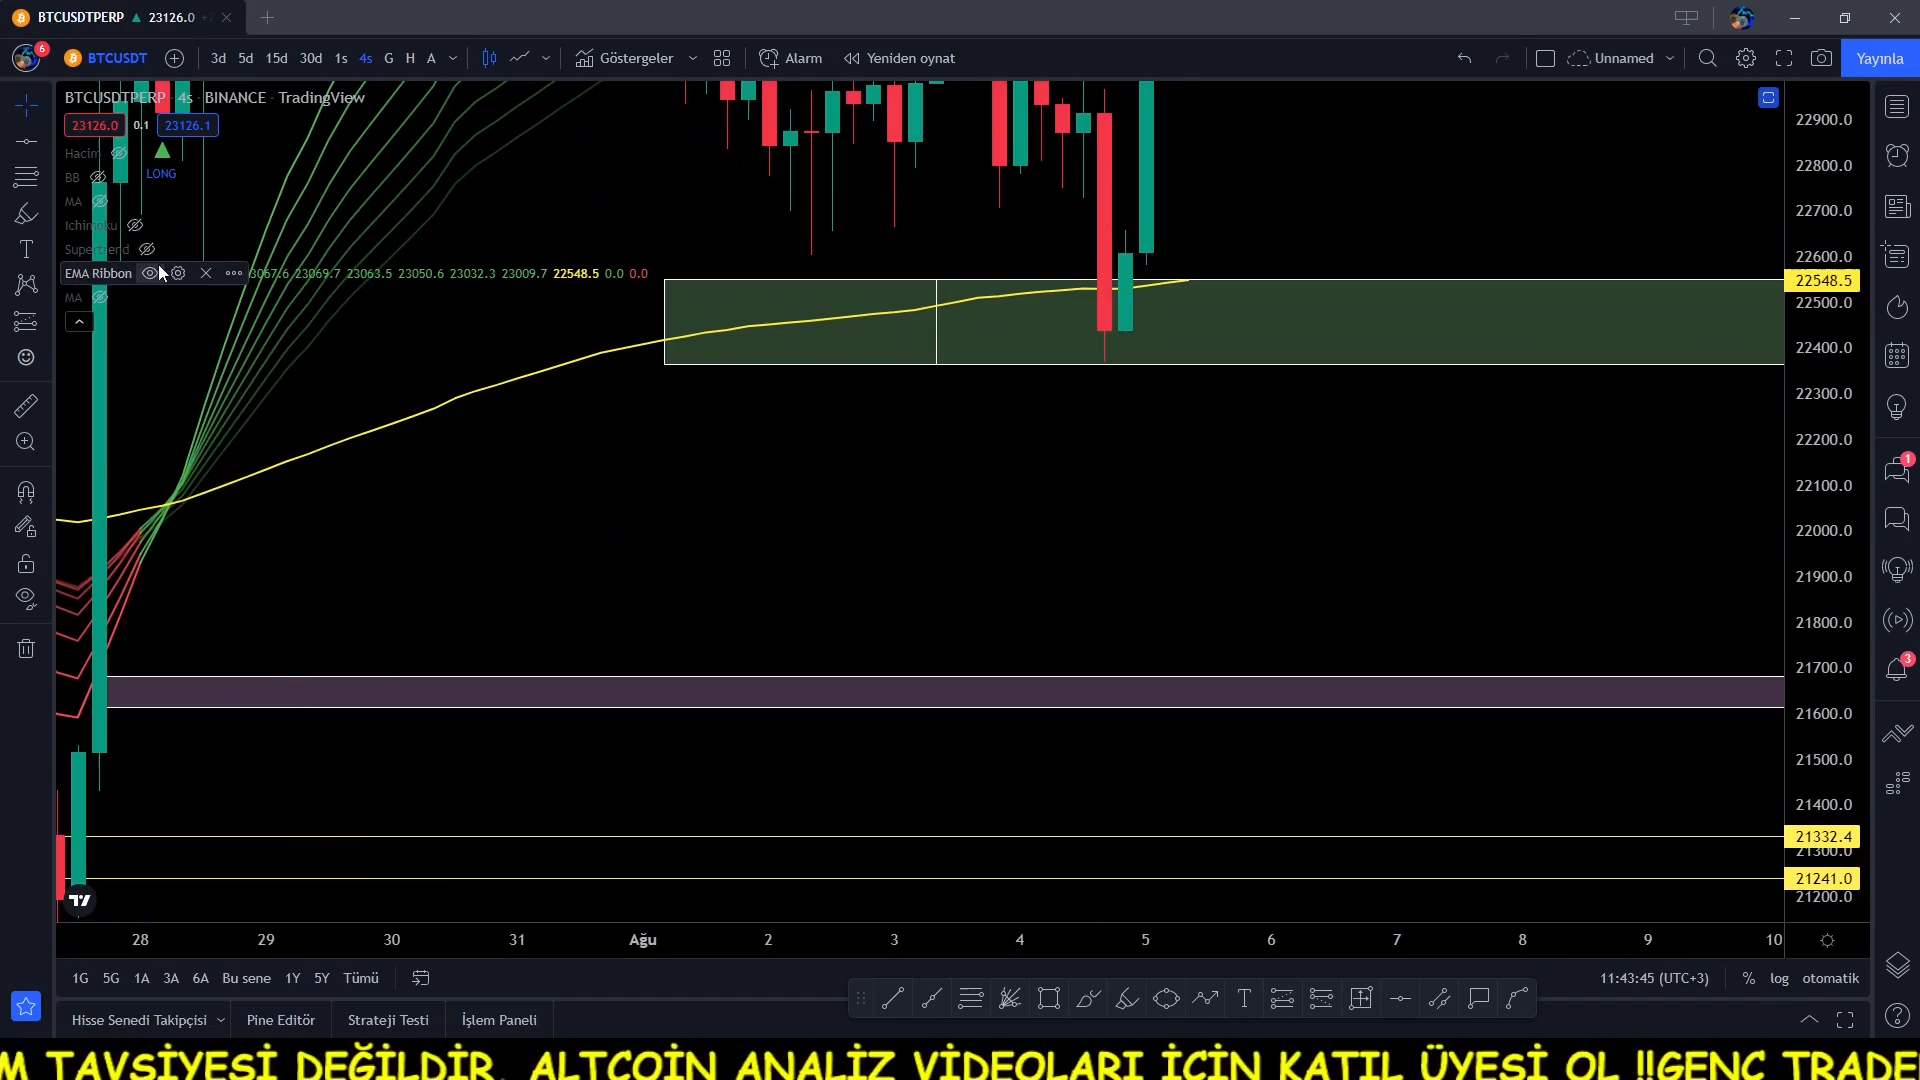 BTCUSDTPERP ▲ 23126.0
6
BTCUSDT 3d 5d 15d 30d 1s 4s G H A Göstergeler Alarm Yeniden oynat Unnamed Yayınla
BTCUSDTPERP · 4s · BINANCE · TradingView
23126.0 0.1 23126.1
Hacim
LONG
BB
MA
Ichimoku
Supertrend
EMA Ribbon 3067.6 23069.7 23063.5 23050.6 23032.3 23009.7 22548.5 0.0 0.0
MA
22900.0
22800.0
22700.0
22600.0
22548.5
22500.0
22400.0
22300.0
22200.0
22100.0
22000.0
21900.0
21800.0
21700.0
21600.0
21500.0
21400.0
21332.4
21300.0
21241.0
21200.0
1
3
28 29 30 31 Ağu 2 3 4 5 6 7 8 9 10
1G 5G 1A 3A 6A Bu sene 1Y 5Y Tümü 11:43:45 (UTC+3) % log otomatik
Hisse Senedi Takipçisi Pine Editör Strateji Testi İşlem Paneli
M TAVSİYESİ DEĞİLDİR. ALTCOİN ANALİZ VİDEOLARI İÇİN KATIL ÜYESİ OL !!GENÇ TRADE